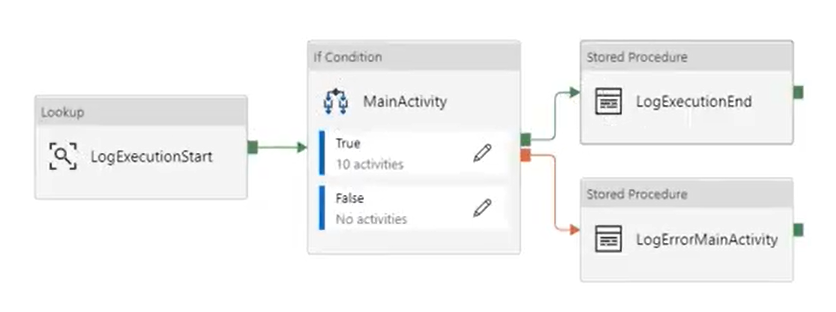 Lookup
LogExecutionStart
If Condition
MainActivity
True
10 activities
False
No activities
Stored Procedure
LogExecutionEnd
Stored Procedure
LogErrorMainActivity